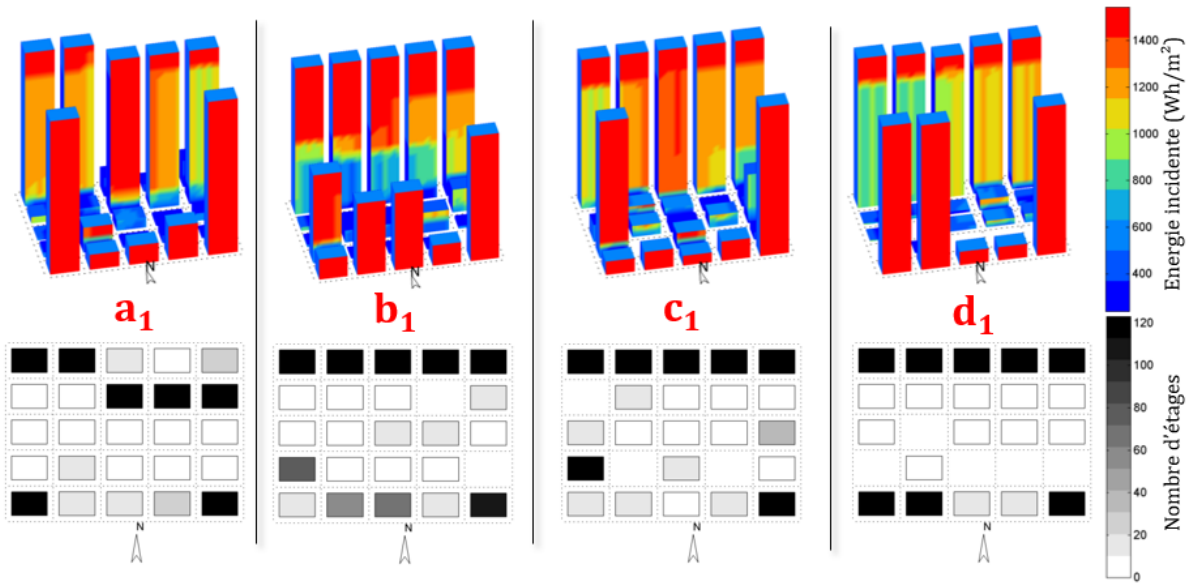 1400
1200
1000
800
600
400
Energie incidente (Wh/m²)
N
N
N
N
a₁
b₁
c₁
d₁
120
100
80
60
40
20
0
Nombre d'étages
N
N
N
N